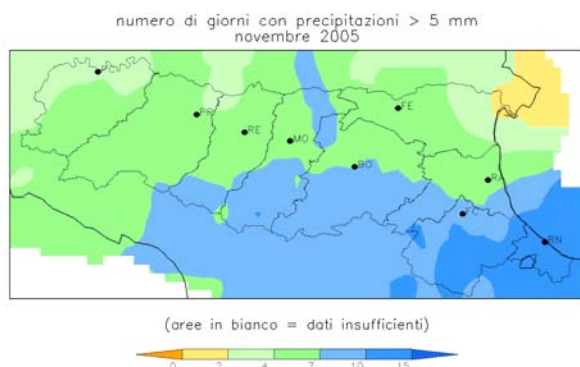 numero di giorni con precipitazioni > 5 mm
novembre 2005
PC
PR
RE
MO
FE
BO
RA
FC
RN
(aree in bianco = dati insufficienti)
0 2 4 7 10 15